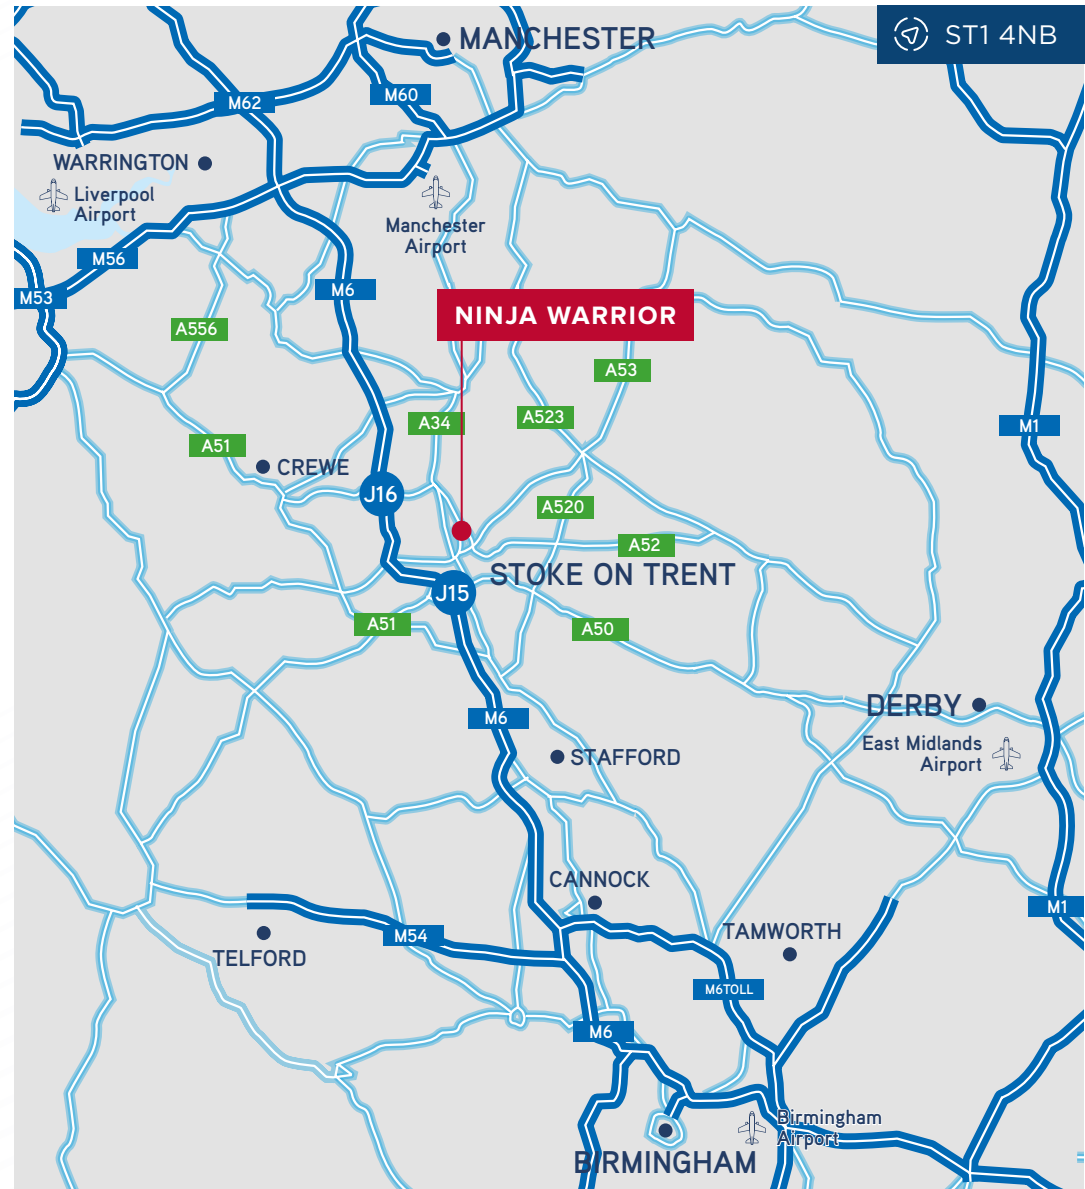 ST1 4NB
MANCHESTER
M60
M62
WARRINGTON
Liverpool
Airport
Manchester
Airport
M56
M6
M53
NINJA WARRIOR
A556
A53
A523
A34
M1
A51
CREWE
J16
A520
A52
STOKE ON TRENT
J15
A51
A50
DERBY
M6
East Midlands
Airport
STAFFORD
CANNOCK
M1
TAMWORTH
M54
TELFORD
M6TOLL
M6
Birmingham
Airport
BIRMINGHAM